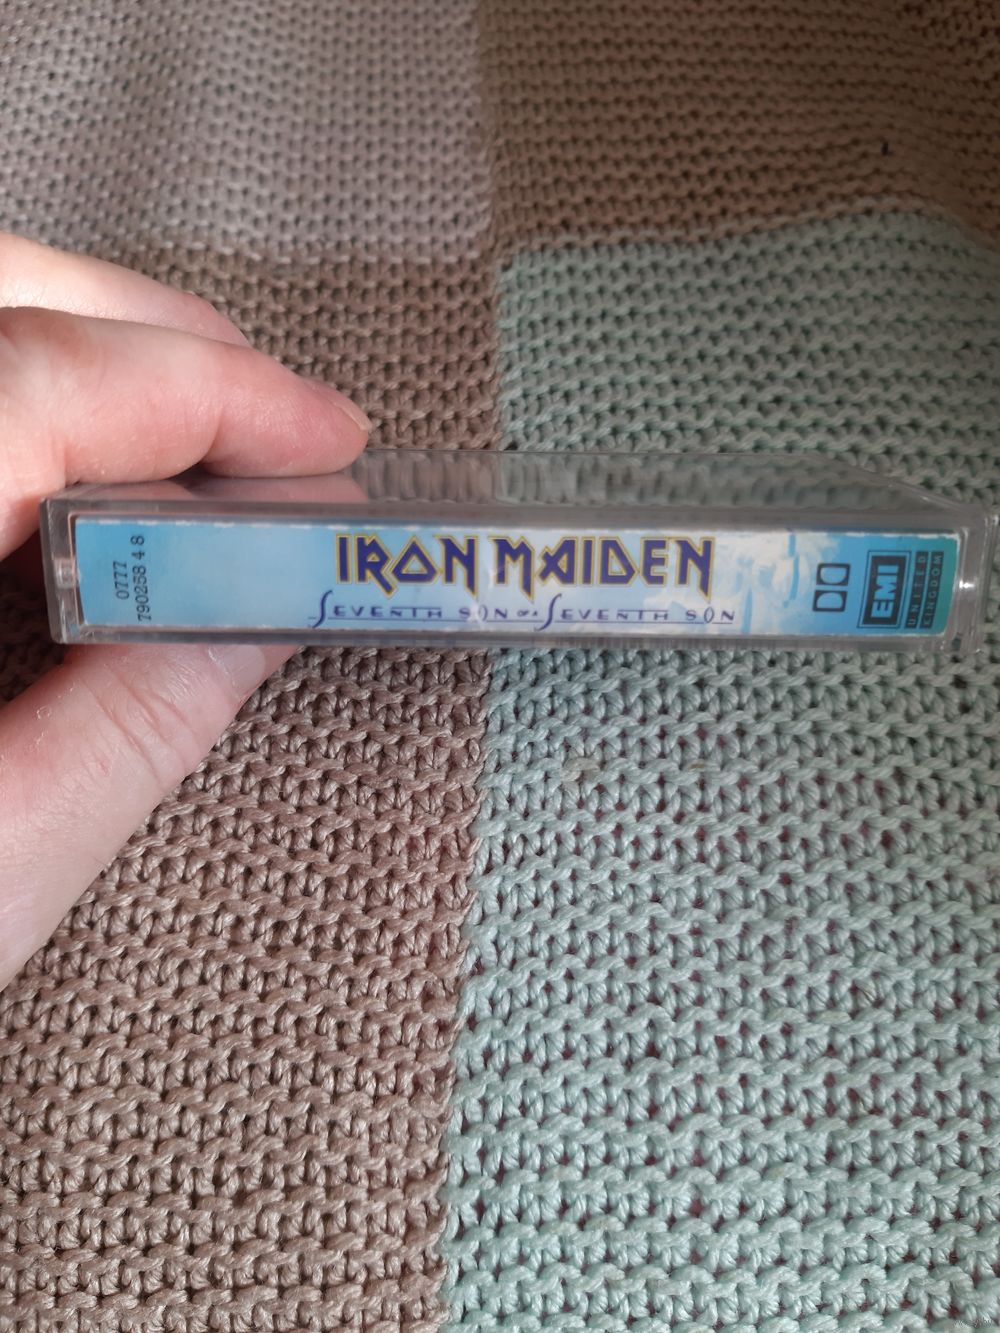 0777
790258 4 8
IRON MAIDEN
SEVENTH SON OF A SEVENTH SON
EMI
UNITED
KINGDOM